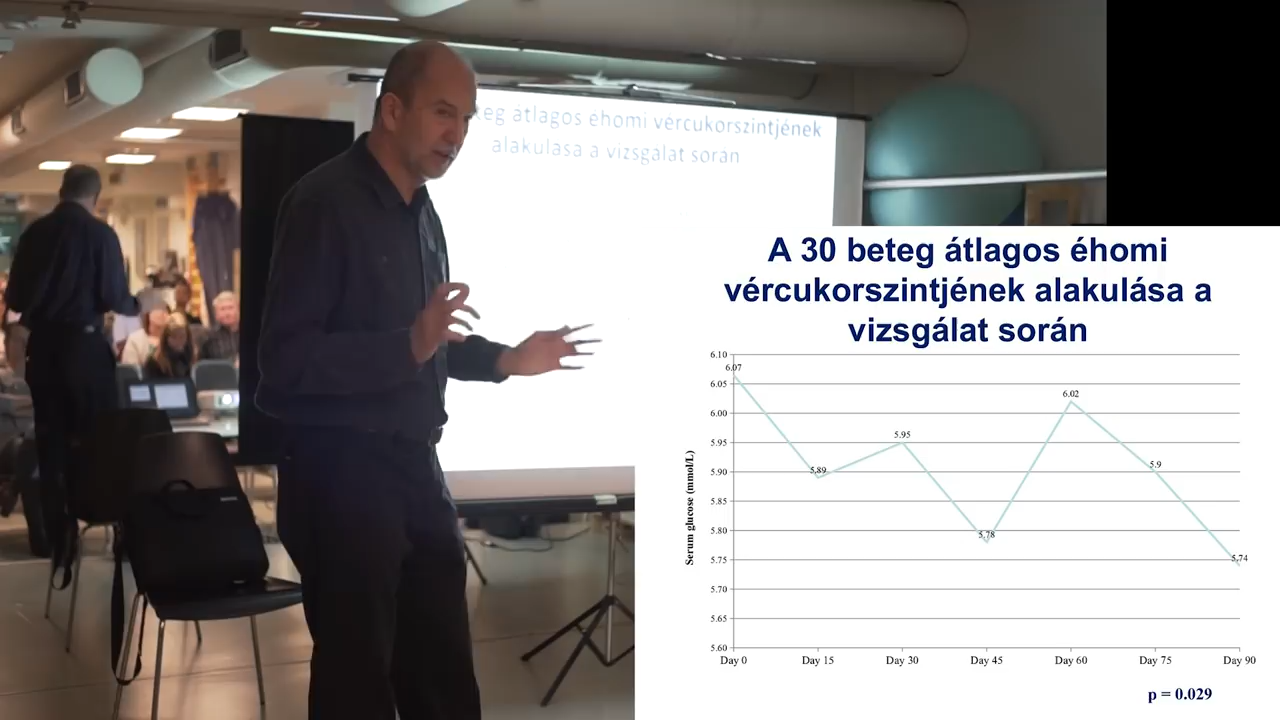 teg átlagos éhomi vércukorszintjének
alakulása a vizsgálat során
A 30 beteg átlagos éhomi
vércukorszintjének alakulása a
vizsgálat során
Serum glucose (mmol/L)
6.10
6.05
6.00
5.95
5.90
5.85
5.80
5.75
5.70
5.65
5.60
6.07
5.89
5.95
5.78
6.02
5.9
5.74
Day 0 Day 15 Day 30 Day 45 Day 60 Day 75 Day 90
p = 0.029